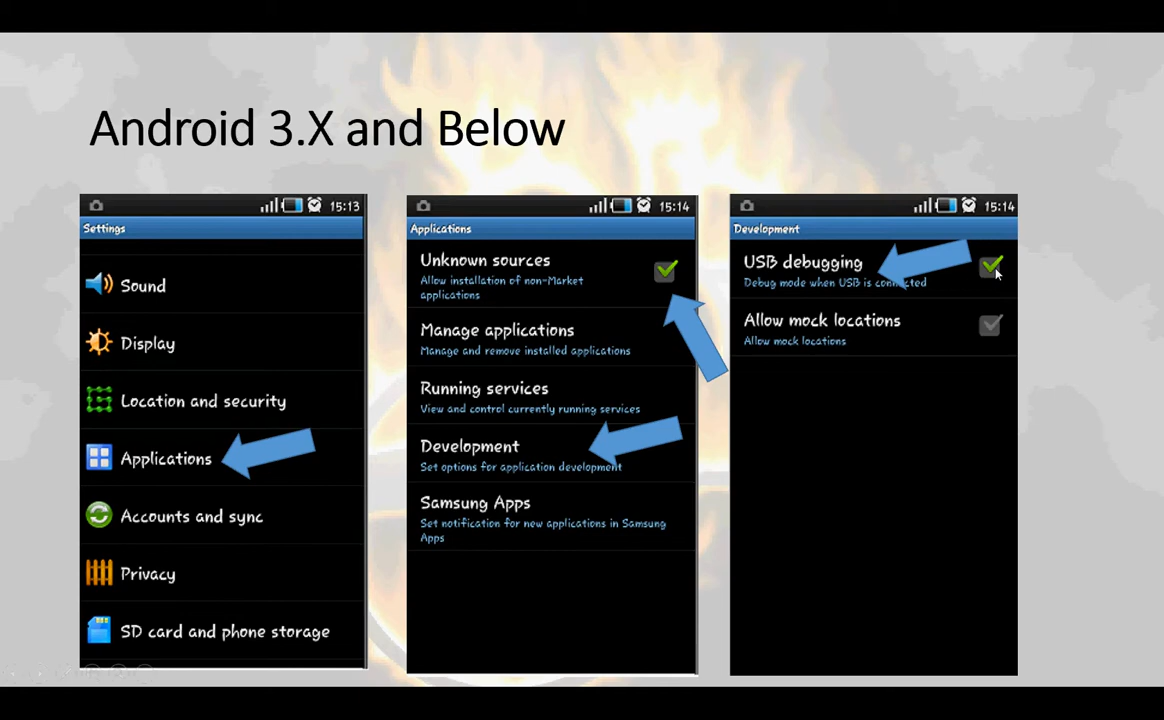 Android 3.X and Below
15:13
Settings
Sound
Display
Location and security
Applications
Accounts and sync
Privacy
SD card and phone storage
15:14
Applications
Unknown sources
Allow installation of non-Market
applications
Manage applications
Manage and remove installed applications
Running services
View and control currently running services
Development
Set options for application development
Samsung Apps
Set notification for new applications in Samsung
Apps
15:14
Development
USB debugging
Debug mode when USB is connected
Allow mock locations
Allow mock locations